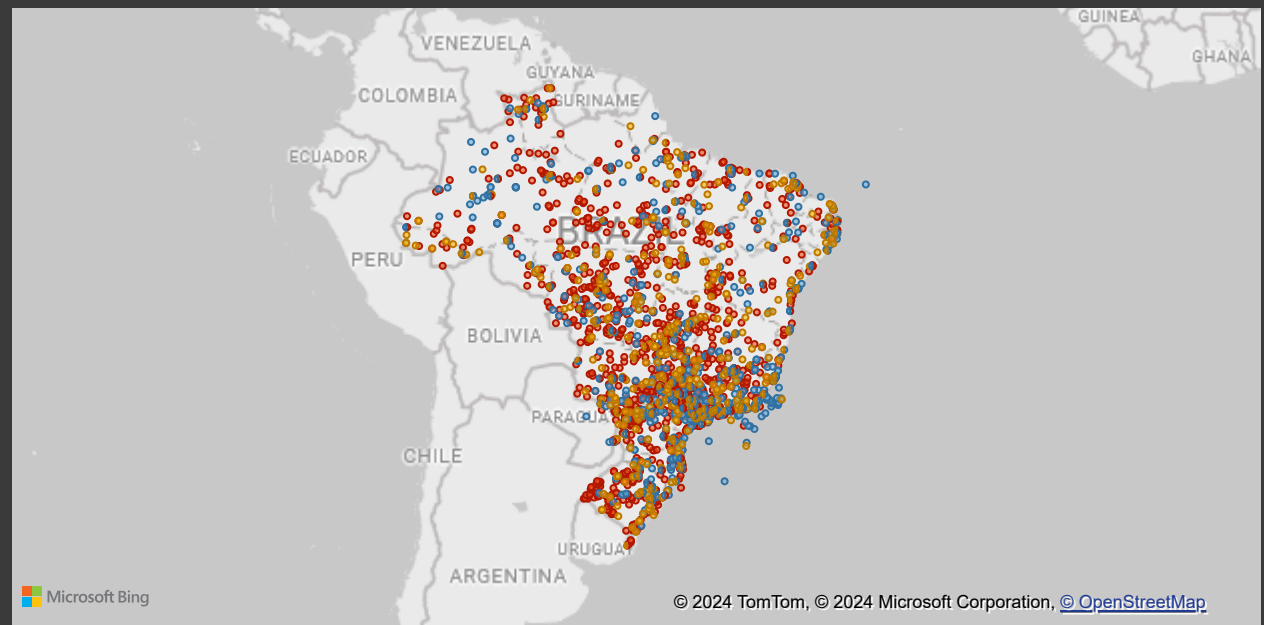 GUINEA
VENEZUELA
GHANA
GUYANA
COLOMBIA
SURINAME
ECUADOR
BRAZIL
PERU
BOLIVIA
PARAGUA
CHILE
URUGUAY
ARGENTINA
Microsoft Bing
© 2024 TomTom, © 2024 Microsoft Corporation, © OpenStreetMap